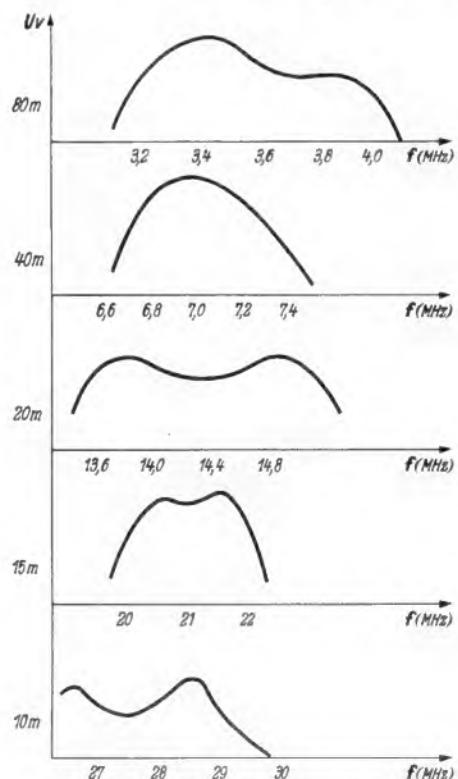 Uv
80m
3,2 3,4 3,6 3,8 4,0 f(MHz)
40m
6,6 6,8 7,0 7,2 7,4 f(MHz)
20m
13,6 14,0 14,4 14,8 f(MHz)
15m
20 21 22 f(MHz)
10m
27 28 29 30 f(MHz)